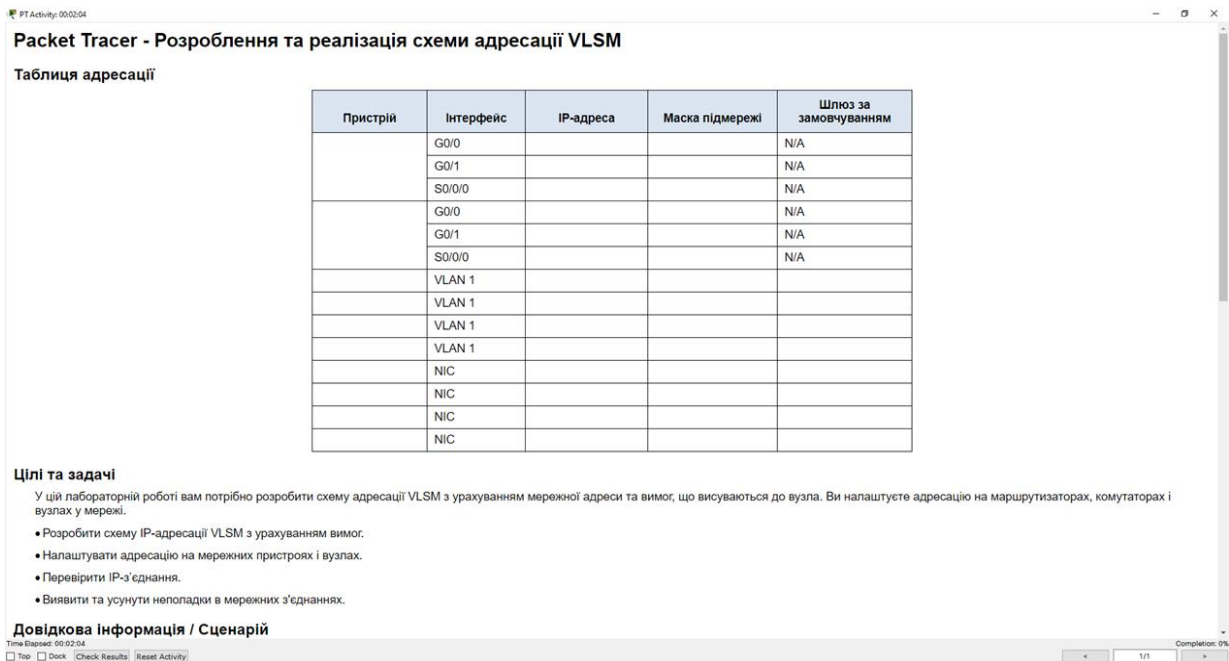 PT Activity: 00:02:04
Packet Tracer - Розроблення та реалізація схеми адресації VLSM
Таблиця адресації
Пристрій Інтерфейс IP-адреса Маска підмережі Шлюз за замовчуванням
G0/0 N/A
G0/1 N/A
S0/0/0 N/A
G0/0 N/A
G0/1 N/A
S0/0/0 N/A
VLAN 1
VLAN 1
VLAN 1
VLAN 1
NIC
NIC
NIC
NIC
Цілі та задачі
У цій лабораторній роботі вам потрібно розробити схему адресації VLSM з урахуванням мережної адреси та вимог, що висуваються до вузла. Ви налаштуєте адресацію на маршрутизаторах, комутаторах і
вузлах у мережі.
• Розробити схему IP-адресації VLSM з урахуванням вимог.
• Налаштувати адресацію на мережних пристроях і вузлах.
• Перевірити IP-з’єднання.
• Виявити та усунути неполадки в мережних з'єднаннях.
Довідкова інформація / Сценарій
Time Elapsed: 00:02:04 Completion: 0%
Top Dock Check Results Reset Activity < 1/1 >